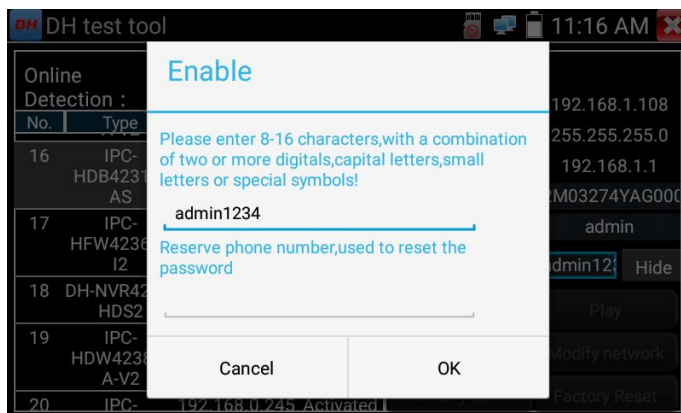 DH DH test tool 11:16 AM
Online
Detection :
No. Type
16 IPC-
HDB4231
AS
17 IPC-
HFW4236
I2
18 DH-NVR42
HDS2
19 IPC-
HDW4238
A-V2
20 IPC- 192.168.0.245 Activated
Enable
Please enter 8-16 characters,with a combination
of two or more digitals,capital letters,small
letters or special symbols!
admin1234
Reserve phone number,used to reset the
password
Cancel OK
192.168.1.108
255.255.255.0
192.168.1.1
2M03274YAG00
admin
admin123 Hide
Play
Modify network
Factory Reset